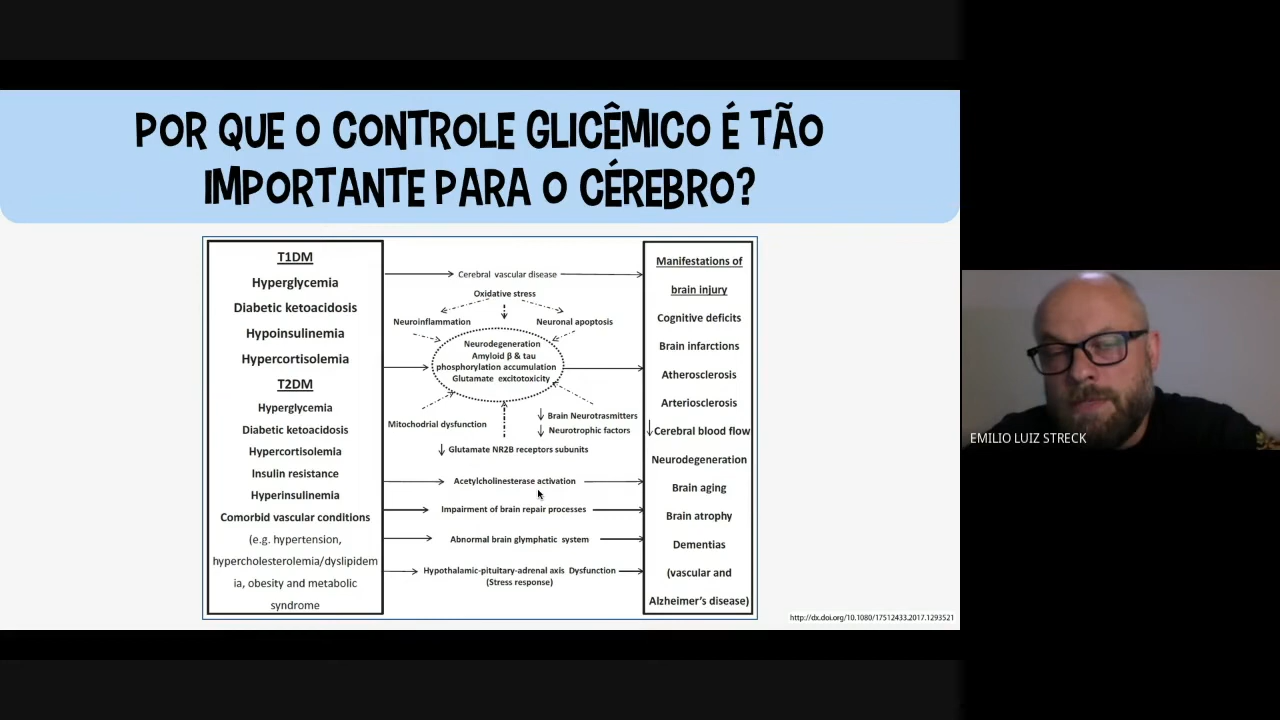 POR QUE O CONTROLE GLICÊMICO É TÃO
IMPORTANTE PARA O CÉREBRO?
T1DM
Hyperglycemia
Diabetic ketoacidosis
Hypoinsulinemia
Hypercortisolemia
T2DM
Hyperglycemia
Diabetic ketoacidosis
Hypercortisolemia
Insulin resistance
Hyperinsulinemia
Comorbid vascular conditions
(e.g. hypertension,
hypercholesterolemia/dyslipidem
ia, obesity and metabolic
syndrome
Cerebral vascular disease
Oxidative stress
Neuroinflammation
Neuronal apoptosis
Neurodegeneration
Amyloid β & tau
phosphorylation accumulation
Glutamate excitotoxicity
Mitochodrial dysfunction
↓ Brain Neurotrasmitters
↓ Neurotrophic factors
↓ Glutamate NR2B receptors subunits
Acetylcholinesterase activation
Impairment of brain repair processes
Abnormal brain glymphatic system
Hypothalamic-pituitary-adrenal axis Dysfunction
(Stress response)
Manifestations of
brain injury
Cognitive deficits
Brain infarctions
Atherosclerosis
Arteriosclerosis
↓ Cerebral blood flow
Neurodegeneration
Brain aging
Brain atrophy
Dementias
(vascular and
Alzheimer's disease)
http://dx.doi.org/10.1080/17512433.2017.1293521
EMILIO LUIZ STRECK